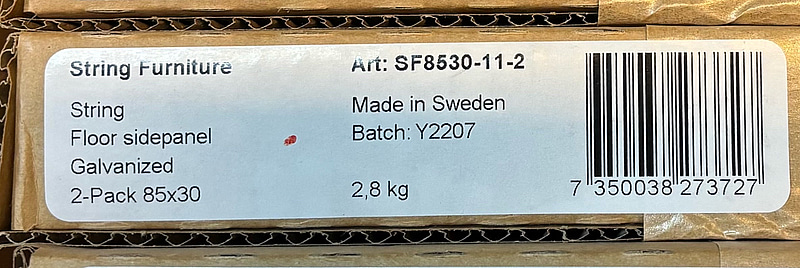 String Furniture
Art: SF8530-11-2
String
Floor sidepanel
Galvanized
2-Pack 85x30
Made in Sweden
Batch: Y2207
2,8 kg
7 350038 273727